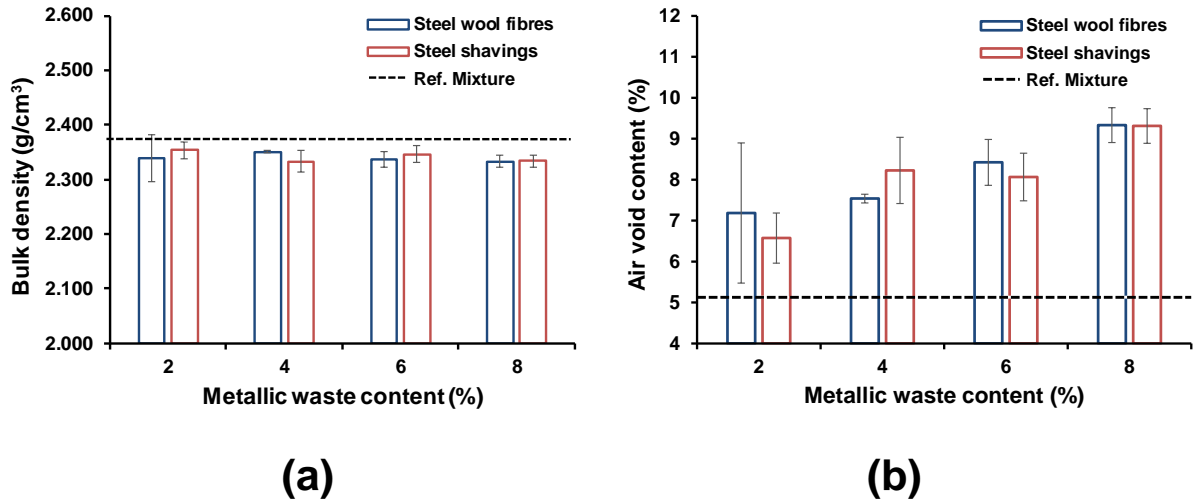 2.600
2.500
2.400
2.300
2.200
2.100
2.000
Bulk density (g/cm³)
Steel wool fibres
Steel shavings
Ref. Mixture
2 4 6 8
Metallic waste content (%)
(a)
12
11
10
9
8
7
6
5
4
Air void content (%)
Steel wool fibres
Steel shavings
Ref. Mixture
2 4 6 8
Metallic waste content (%)
(b)